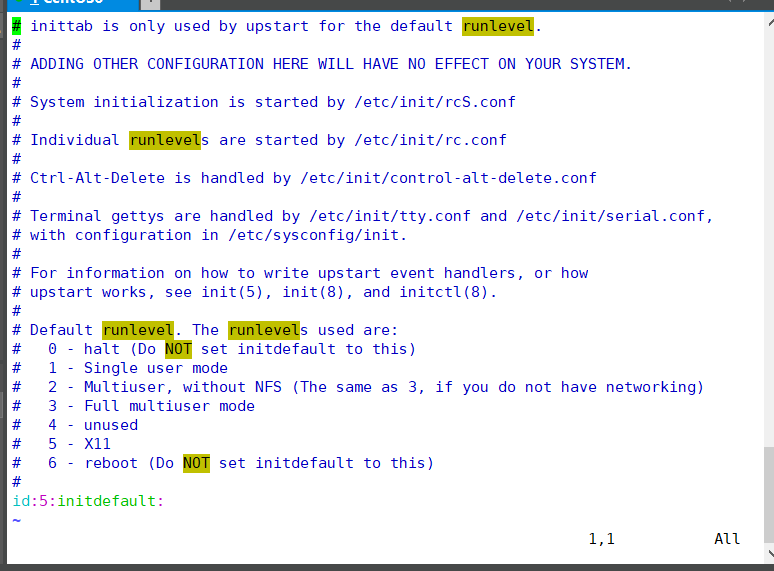 # inittab is only used by upstart for the default runlevel.
#
# ADDING OTHER CONFIGURATION HERE WILL HAVE NO EFFECT ON YOUR SYSTEM.
#
# System initialization is started by /etc/init/rcS.conf
#
# Individual runlevels are started by /etc/init/rc.conf
#
# Ctrl-Alt-Delete is handled by /etc/init/control-alt-delete.conf
#
# Terminal gettys are handled by /etc/init/tty.conf and /etc/init/serial.conf,
# with configuration in /etc/sysconfig/init.
#
# For information on how to write upstart event handlers, or how
# upstart works, see init(5), init(8), and initctl(8).
#
# Default runlevel. The runlevels used are:
#   0 - halt (Do NOT set initdefault to this)
#   1 - Single user mode
#   2 - Multiuser, without NFS (The same as 3, if you do not have networking)
#   3 - Full multiuser mode
#   4 - unused
#   5 - X11
#   6 - reboot (Do NOT set initdefault to this)
#
id:5:initdefault:
~
1,1 All